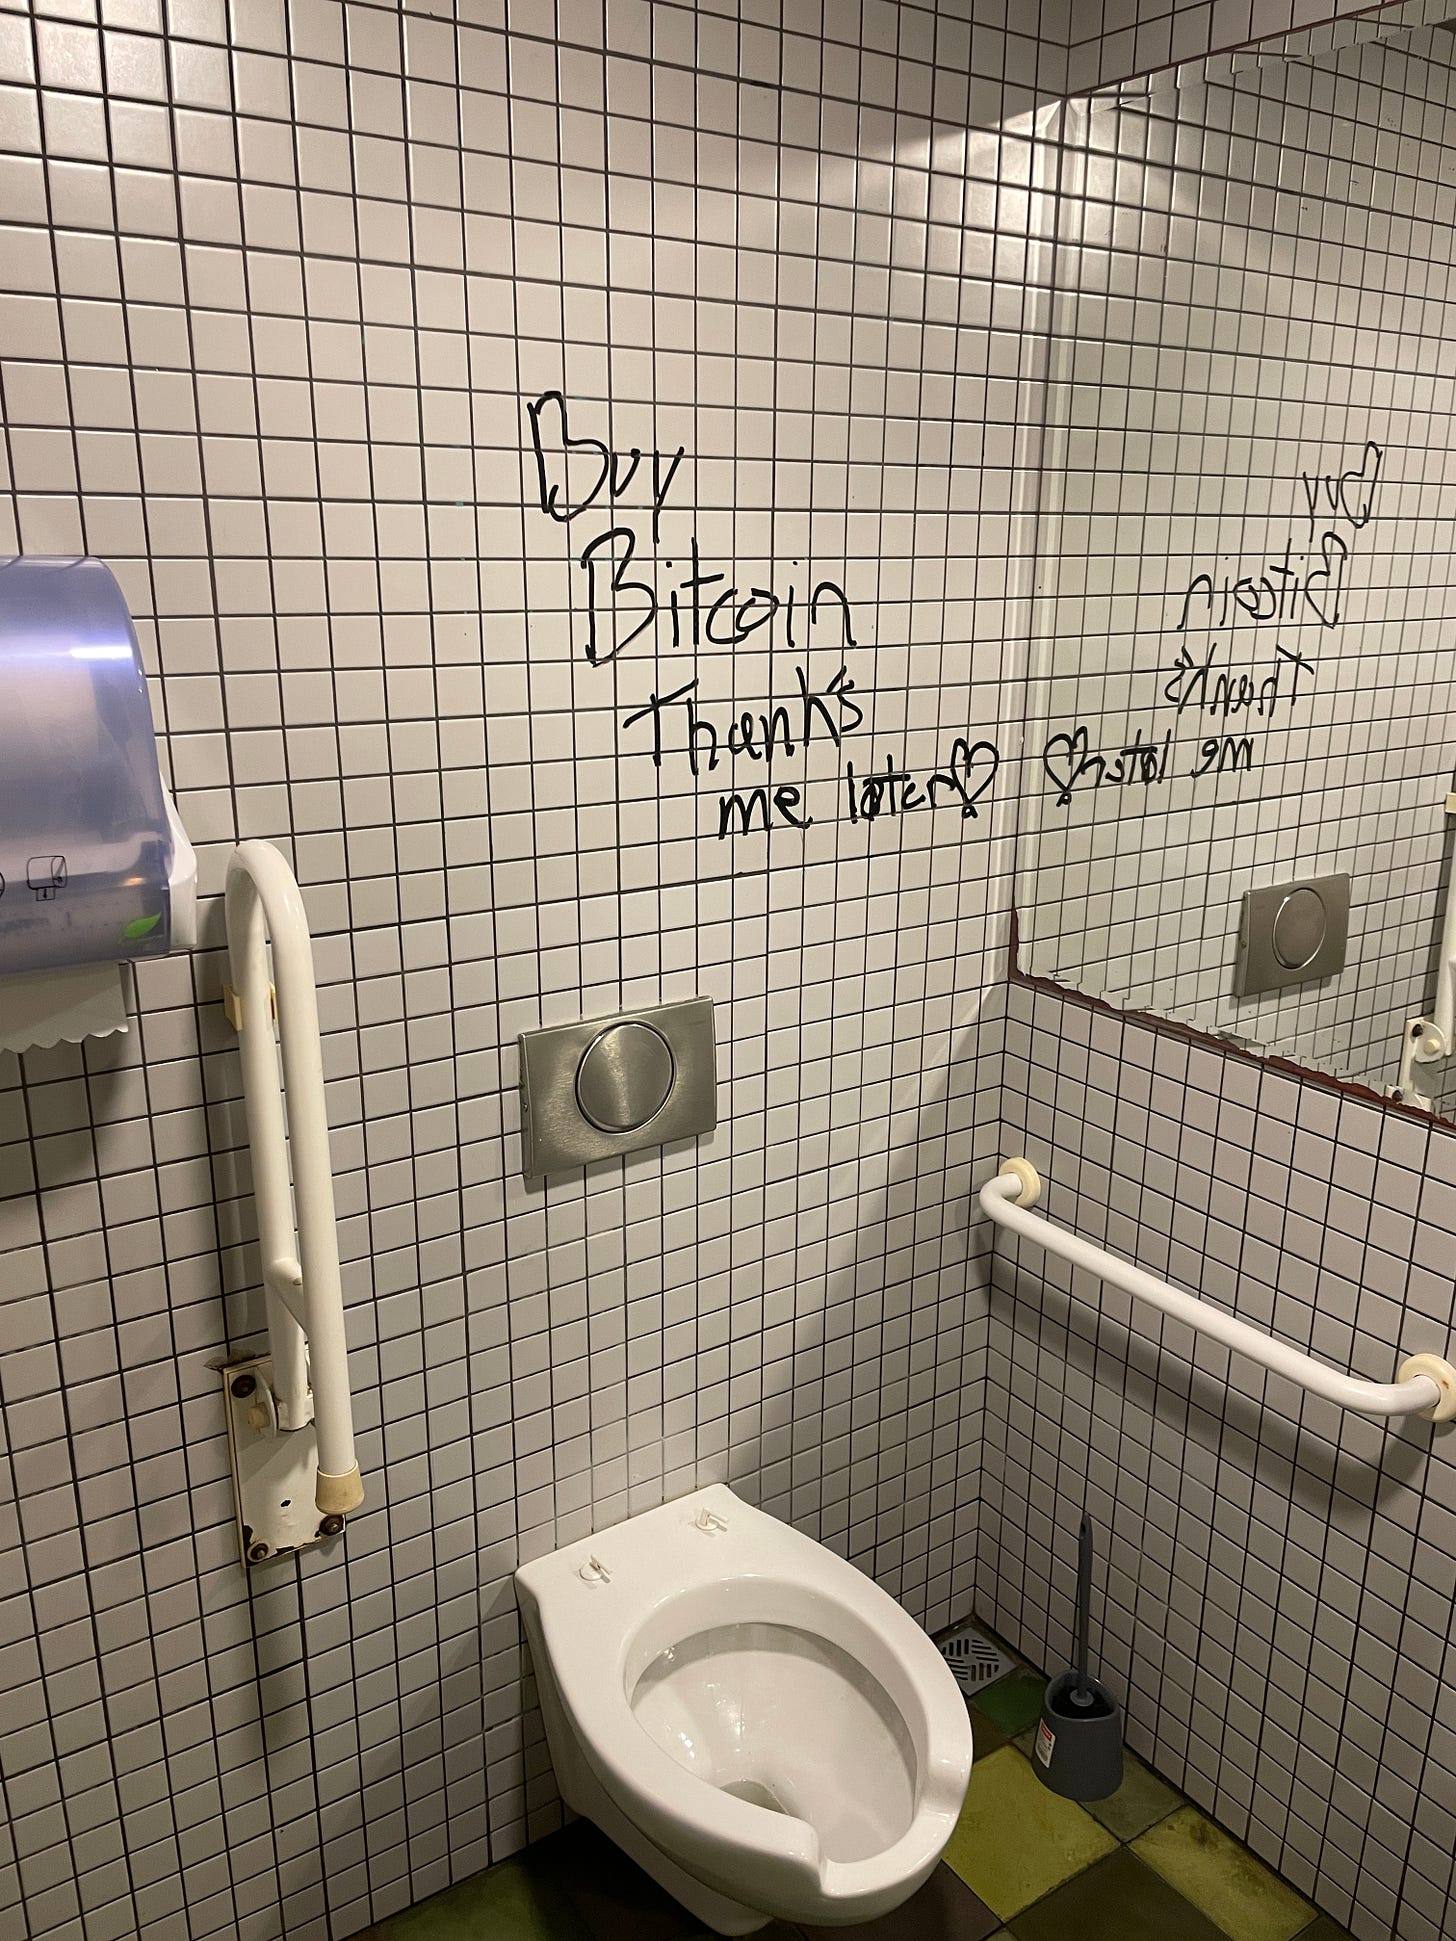 Buy
Bitcoin
Thank's
me later♡